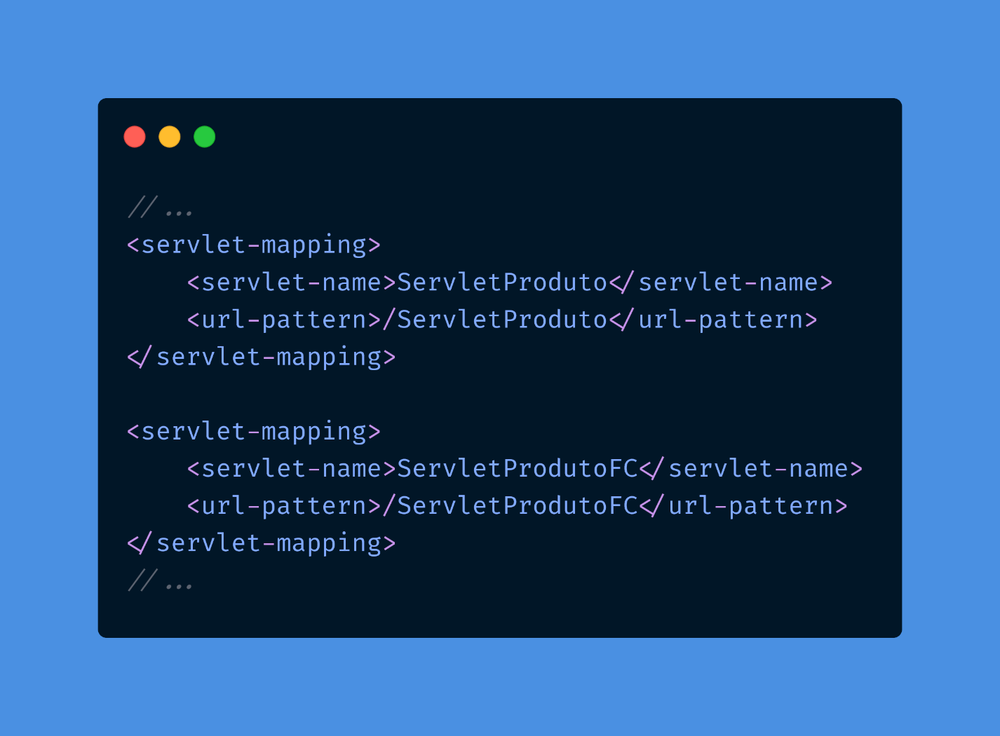 //...
<servlet-mapping>
    <servlet-name>ServletProduto</servlet-name>
    <url-pattern>/ServletProduto</url-pattern>
</servlet-mapping>

<servlet-mapping>
    <servlet-name>ServletProdutoFC</servlet-name>
    <url-pattern>/ServletProdutoFC</url-pattern>
</servlet-mapping>
//...